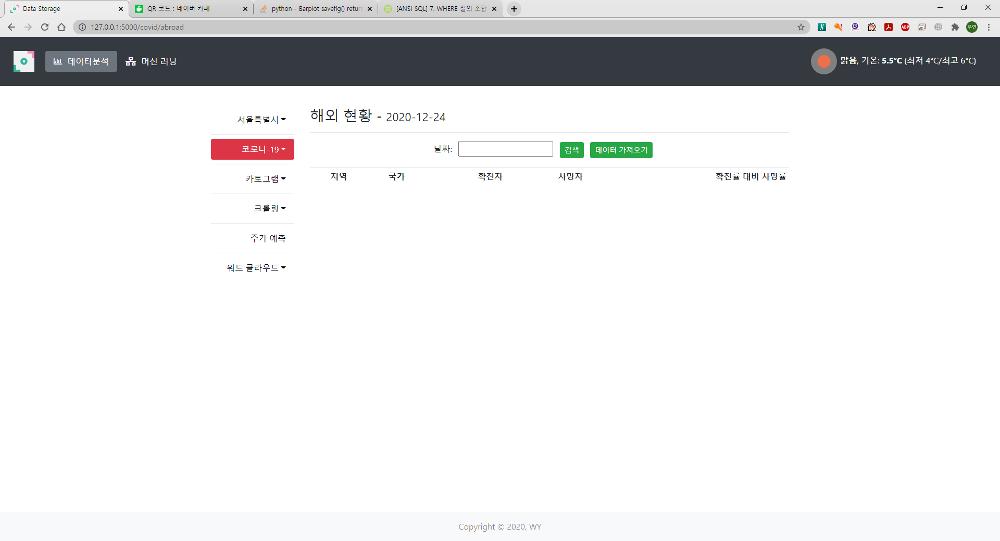 Data Storage
QR 코드 : 네이버 카페
python - Barplot savefig() return
[ANSI SQL] 7. WHERE 절의 조합
127.0.0.1:5000/covid/abroad
ABP
우연
데이터분석
머신 러닝
맑음, 기온: 5.5°C (최저 4°C/최고 6°C)
서울특별시
코로나-19
카토그램
크롤링
주가 예측
워드 클라우드
해외 현황 - 2020-12-24
날짜:
검색
데이터 가져오기
지역 국가 확진자 사망자 확진률 대비 사망률
Copyright © 2020, WY